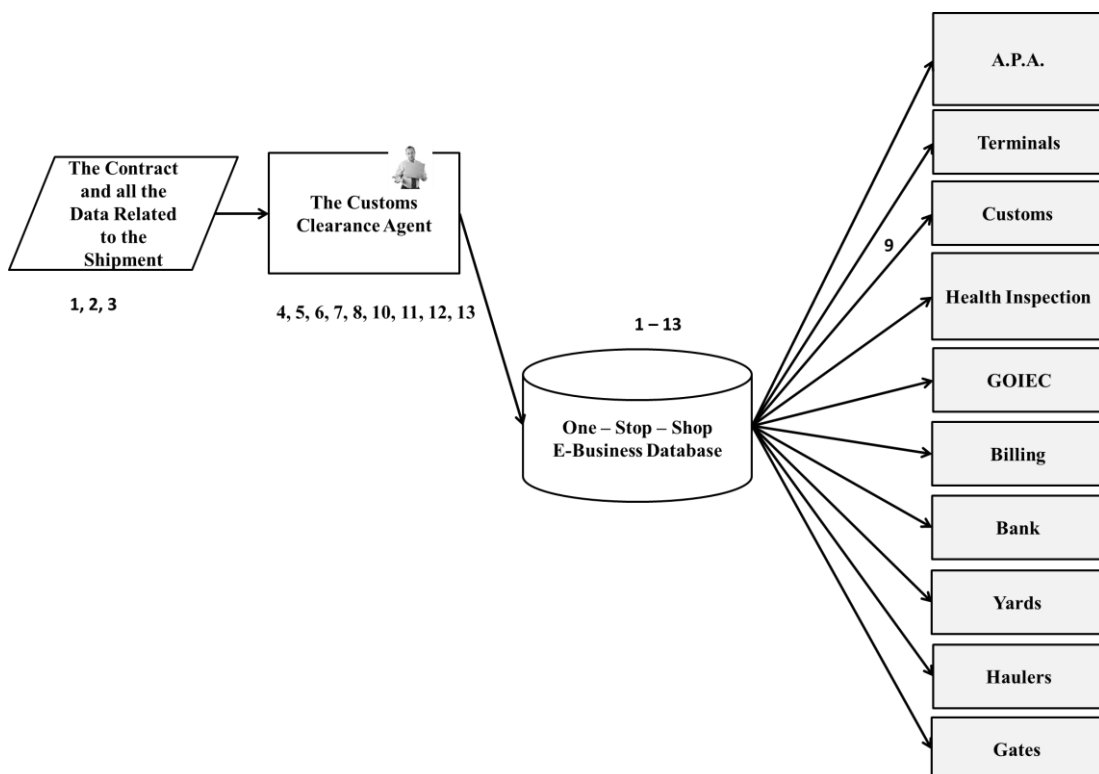 The Contract
and all the
Data Related
to the
Shipment
1, 2, 3
The Customs
Clearance Agent
4, 5, 6, 7, 8, 10, 11, 12, 13
1 – 13
One – Stop – Shop
E-Business Database
9
A.P.A.
Terminals
Customs
Health Inspection
GOIEC
Billing
Bank
Yards
Haulers
Gates